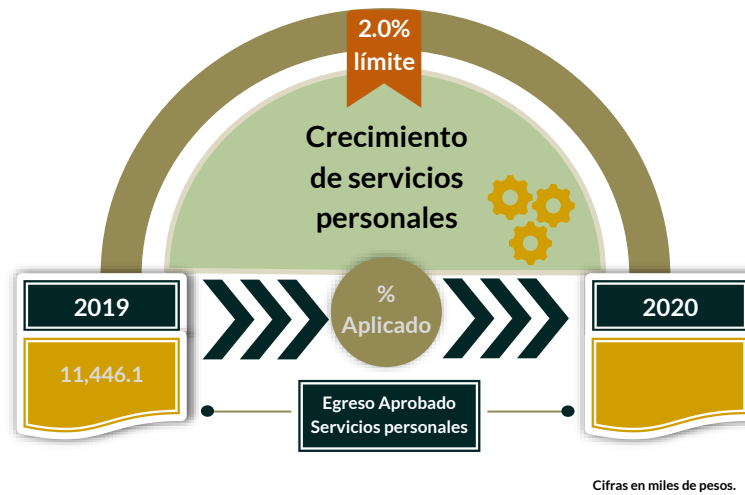 2.0%
límite
Crecimiento
de servicios
personales
%
Aplicado
2019
2020
11,446.1
Egreso Aprobado
Servicios personales
Cifras en miles de pesos.